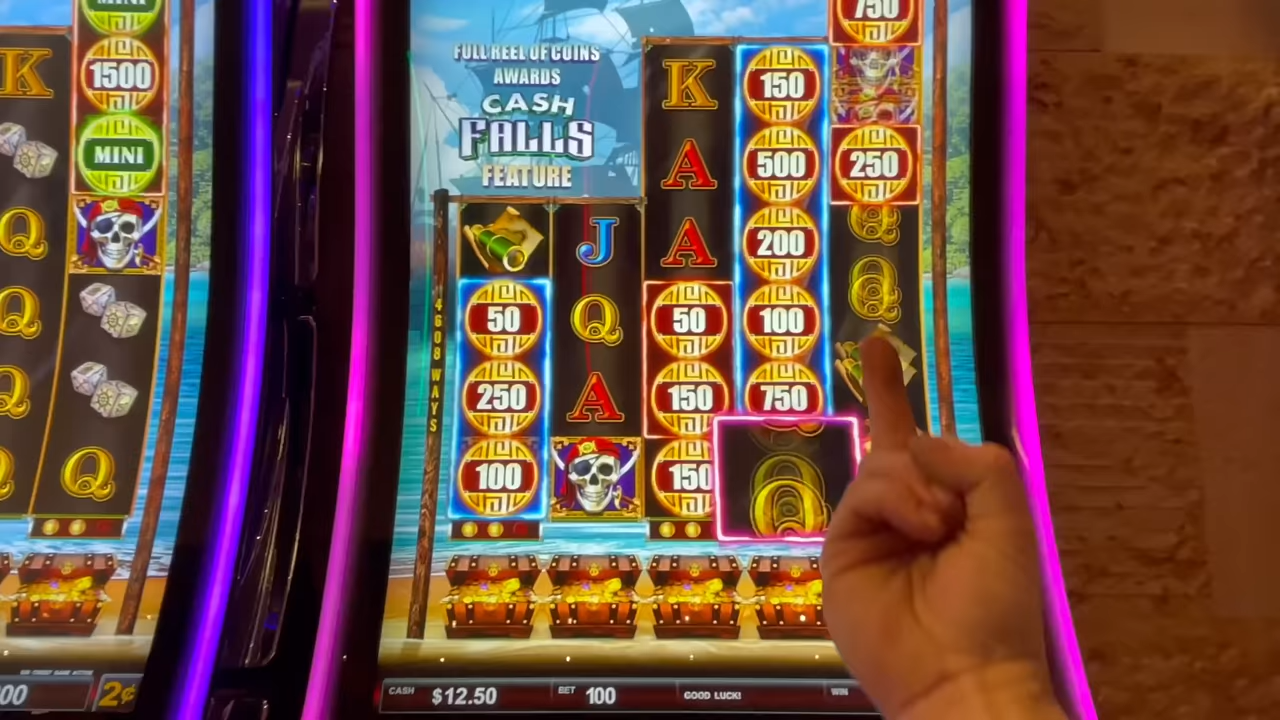 MINI
K
1500
MINI
Q
Q
Q
Q
00
2¢
FULL REEL OF COINS
AWARDS
CASH
FALLS
FEATURE
4608 WAYS
50
250
100
J
Q
A
K
A
A
50
150
150
150
500
200
100
750
Q
750
250
Q
Q
CASH $12.50
BET 100
GOOD LUCK!
WIN